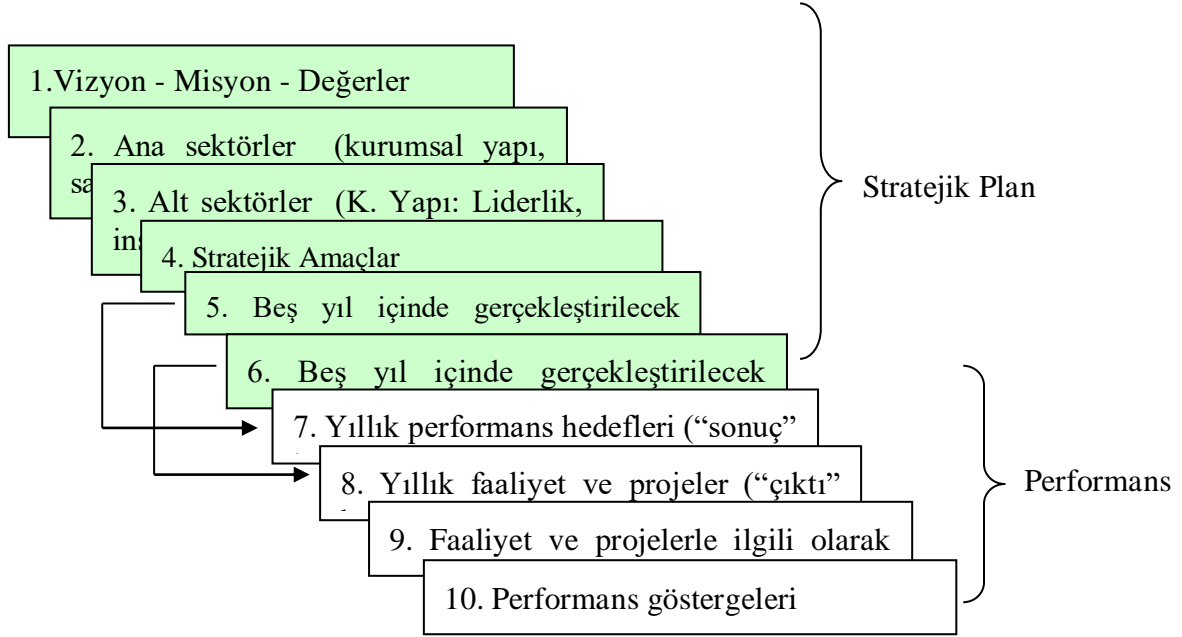 1.Vizyon - Misyon - Değerler
2. Ana sektörler (kurumsal yapı,
sa
3. Alt sektörler (K. Yapı: Liderlik,
ins
4. Stratejik Amaçlar
5. Beş yıl içinde gerçekleştirilecek
6. Beş yıl içinde gerçekleştirilecek
7. Yıllık performans hedefleri (“sonuç”
8. Yıllık faaliyet ve projeler (“çıktı”
9. Faaliyet ve projelerle ilgili olarak
10. Performans göstergeleri
Stratejik Plan
Performans